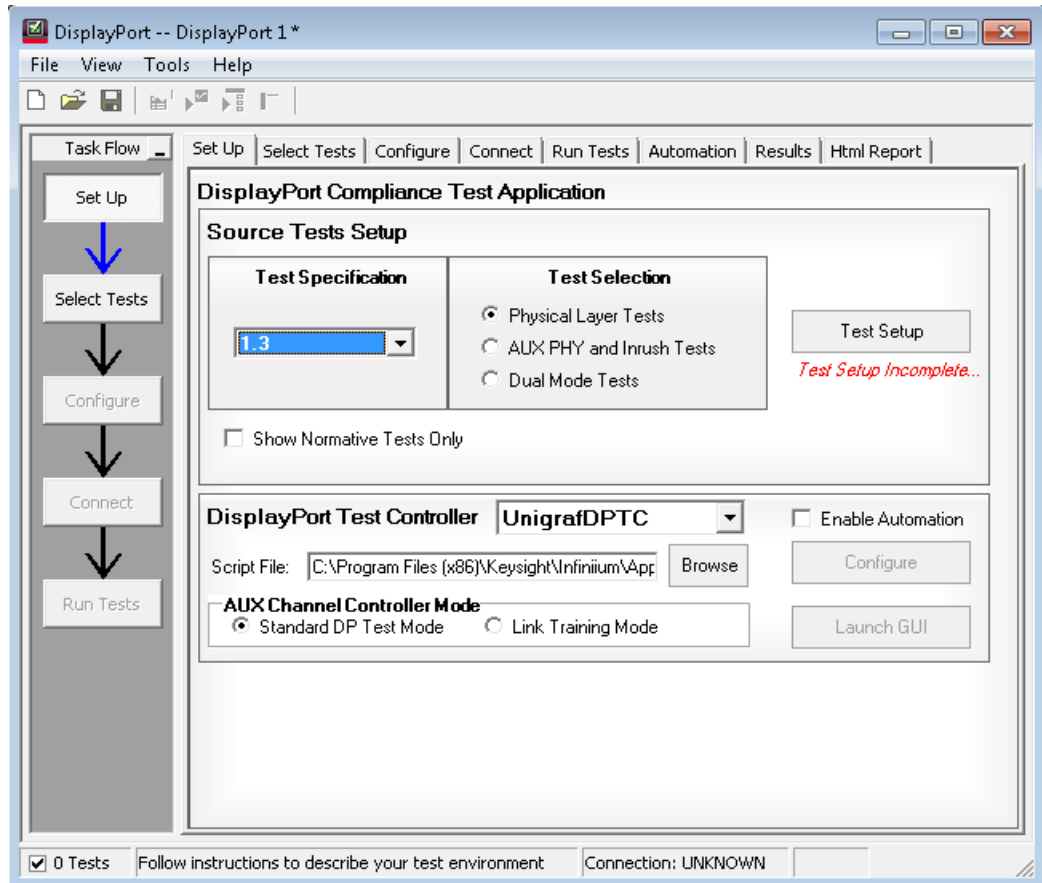 DisplayPort -- DisplayPort 1*
File View Tools Help
Task Flow
Set Up
Select Tests
Configure
Connect
Run Tests
Set Up Select Tests Configure Connect Run Tests Automation Results Html Report
DisplayPort Compliance Test Application
Source Tests Setup
Test Specification
1.3
Test Selection
Physical Layer Tests
AUX PHY and Inrush Tests
Dual Mode Tests
Test Setup
Test Setup Incomplete...
Show Normative Tests Only
DisplayPort Test Controller UnigrafDPTC
Enable Automation
Script File: C:\Program Files (x86)\Keysight\Infiniium\App Browse
Configure
AUX Channel Controller Mode
Standard DP Test Mode Link Training Mode
Launch GUI
0 Tests Follow instructions to describe your test environment Connection: UNKNOWN